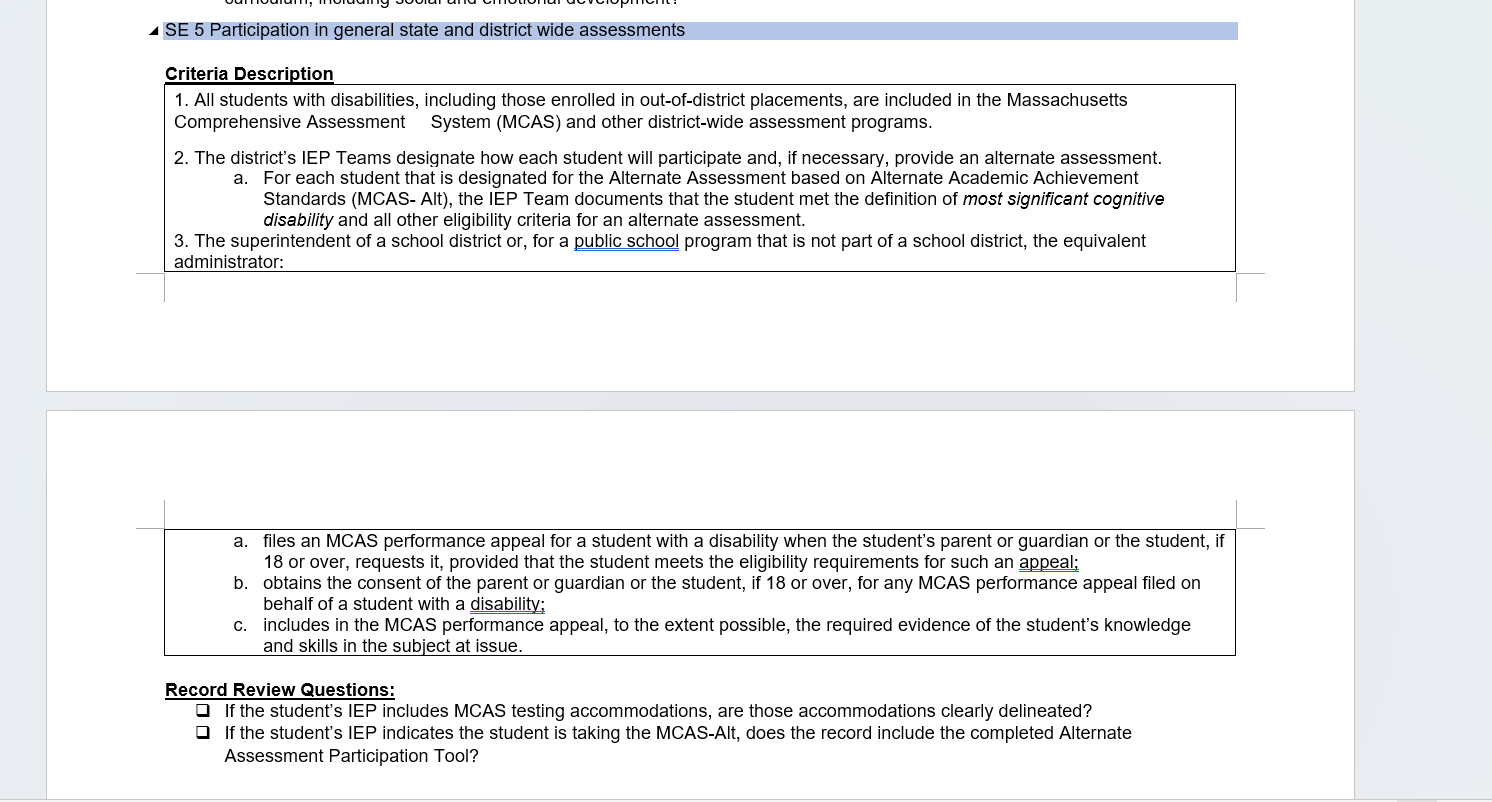 curriculum, including social and emotional development?
SE 5 Participation in general state and district wide assessments
Criteria Description
1. All students with disabilities, including those enrolled in out-of-district placements, are included in the Massachusetts
Comprehensive Assessment System (MCAS) and other district-wide assessment programs.
2. The district’s IEP Teams designate how each student will participate and, if necessary, provide an alternate assessment.
a. For each student that is designated for the Alternate Assessment based on Alternate Academic Achievement
Standards (MCAS- Alt), the IEP Team documents that the student met the definition of most significant cognitive
disability and all other eligibility criteria for an alternate assessment.
3. The superintendent of a school district or, for a public school program that is not part of a school district, the equivalent
administrator:
a. files an MCAS performance appeal for a student with a disability when the student’s parent or guardian or the student, if
18 or over, requests it, provided that the student meets the eligibility requirements for such an appeal;
b. obtains the consent of the parent or guardian or the student, if 18 or over, for any MCAS performance appeal filed on
behalf of a student with a disability;
c. includes in the MCAS performance appeal, to the extent possible, the required evidence of the student’s knowledge
and skills in the subject at issue.
Record Review Questions:
❑ If the student’s IEP includes MCAS testing accommodations, are those accommodations clearly delineated?
❑ If the student’s IEP indicates the student is taking the MCAS-Alt, does the record include the completed Alternate
Assessment Participation Tool?